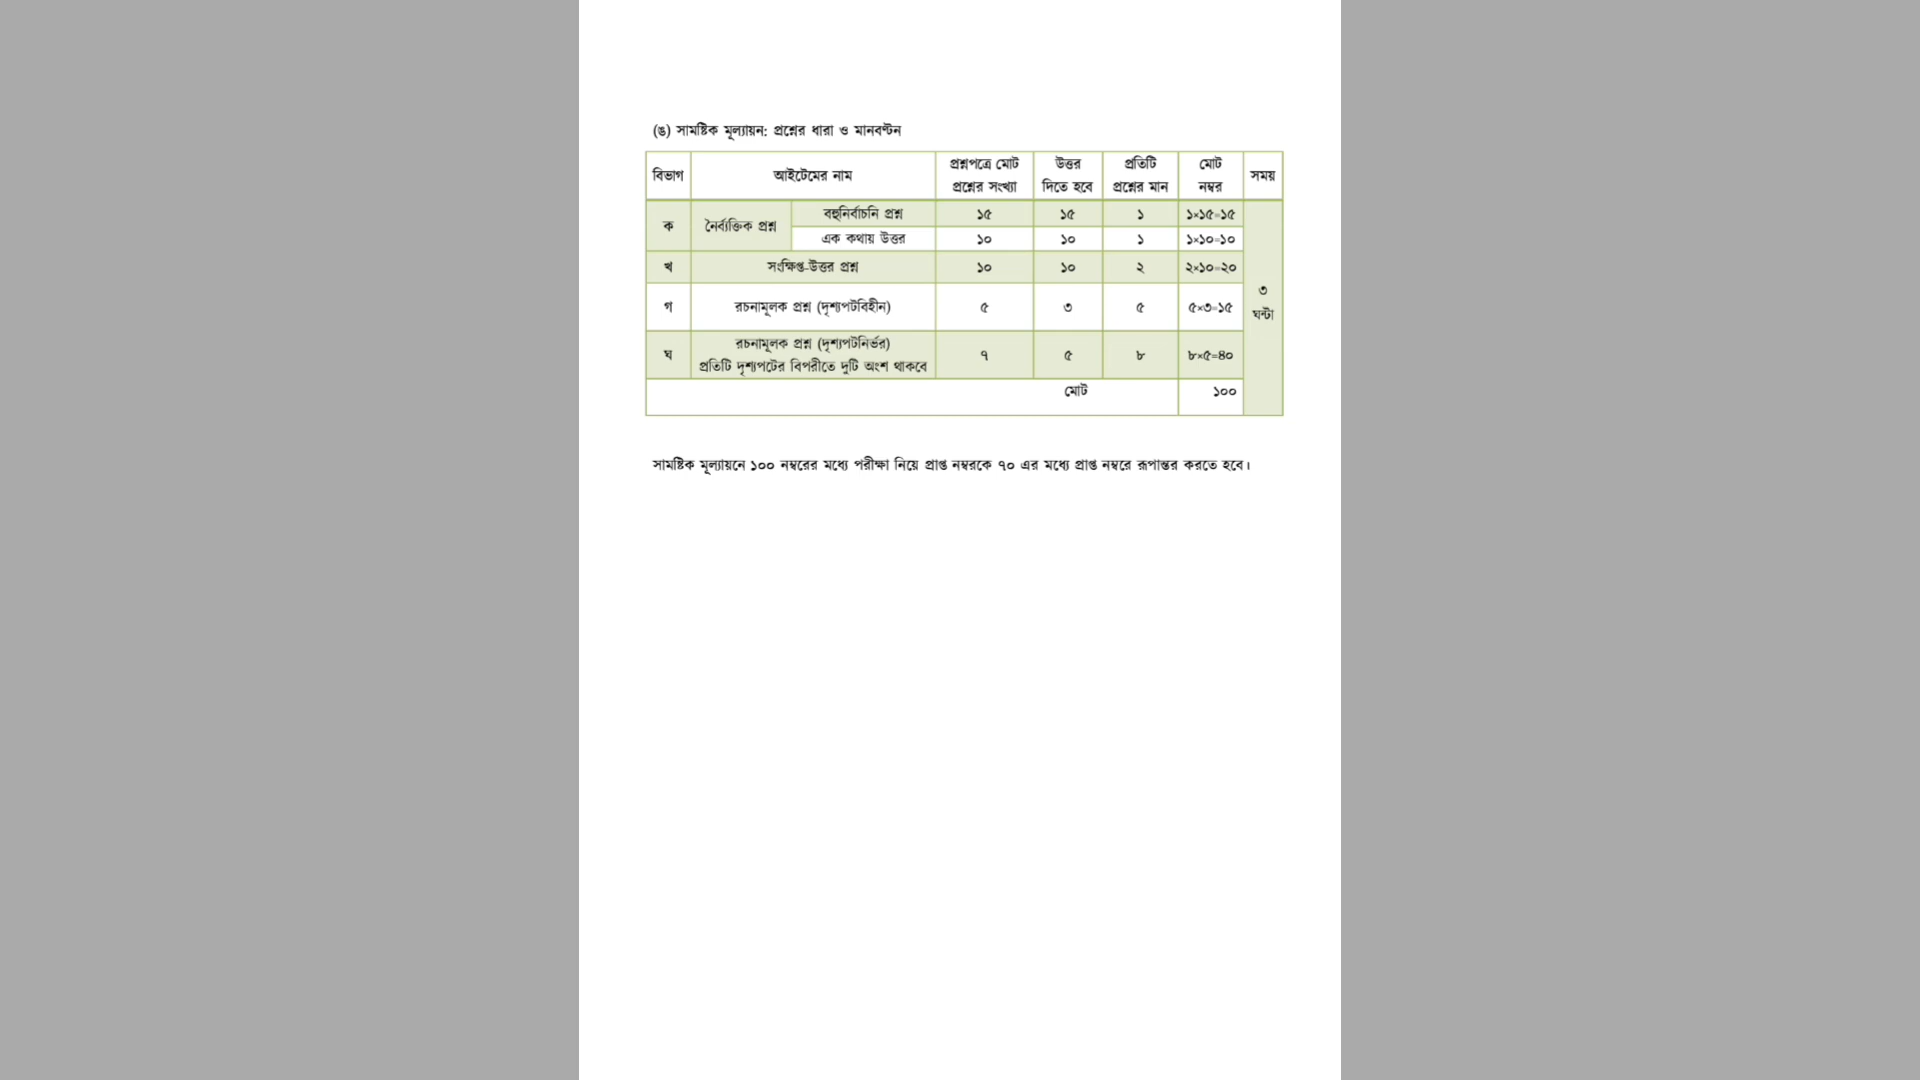 (ঙ) সামষ্টিক মূল্যায়ন: প্রশ্নের ধারা ও মানবণ্টন
বিভাগ আইটেমের নাম প্রশ্নপত্রে মোট প্রশ্নের সংখ্যা উত্তর দিতে হবে প্রতিটি প্রশ্নের মান মোট নম্বর সময়
ক নৈর্ব্যক্তিক প্রশ্ন বহুনির্বাচনি প্রশ্ন ১৫ ১৫ ১ ১×১৫=১৫
এক কথায় উত্তর ১০ ১০ ১ ১×১০=১০
খ সংক্ষিপ্ত-উত্তর প্রশ্ন ১০ ১০ ২ ২×১০=২০
৩ ঘন্টা
গ রচনামূলক প্রশ্ন (দৃশ্যপটবিহীন) ৫ ৩ ৫ ৫×৩=১৫
ঘ রচনামূলক প্রশ্ন (দৃশ্যপটনির্ভর) প্রতিটি দৃশ্যপটের বিপরীতে দুটি অংশ থাকবে ৭ ৫ ৮ ৮×৫=৪০
মোট ১০০
সামষ্টিক মূল্যায়নে ১০০ নম্বরের মধ্যে পরীক্ষা নিয়ে প্রাপ্ত নম্বরকে ৭০ এর মধ্যে প্রাপ্ত নম্বরে রূপান্তর করতে হবে।